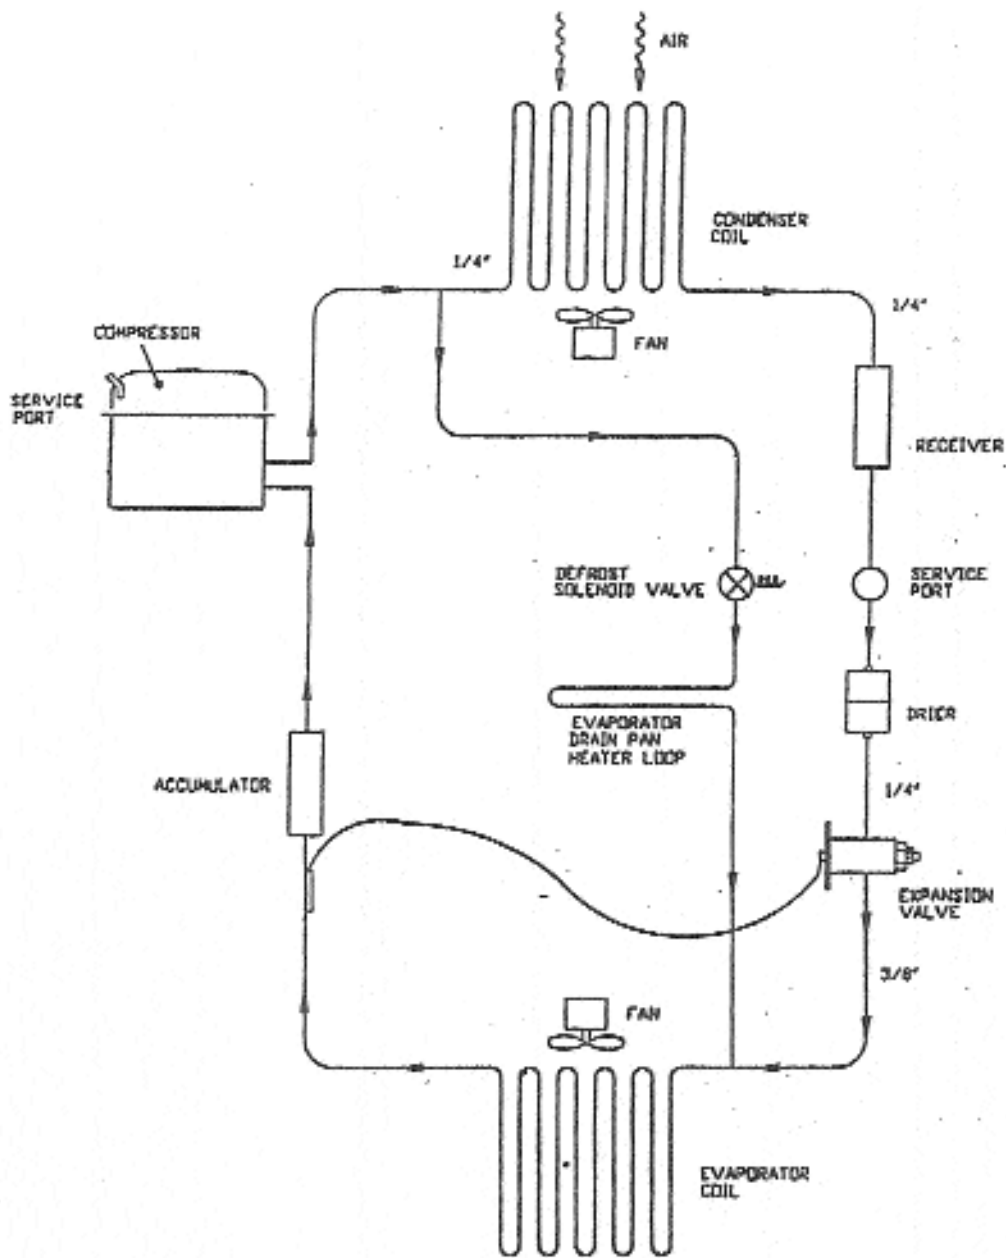 AIR
CONDENSER
COIL
1/4"
1/4"
FAN
COMPRESSOR
SERVICE
PORT
RECEIVER
DEFROST
SOLENOID VALVE
SERVICE
PORT
EVAPORATOR
DRAIN PAN
HEATER LOOP
DRIER
ACCUMULATOR
1/4"
EXPANSION
VALVE
3/8"
FAN
EVAPORATOR
COIL